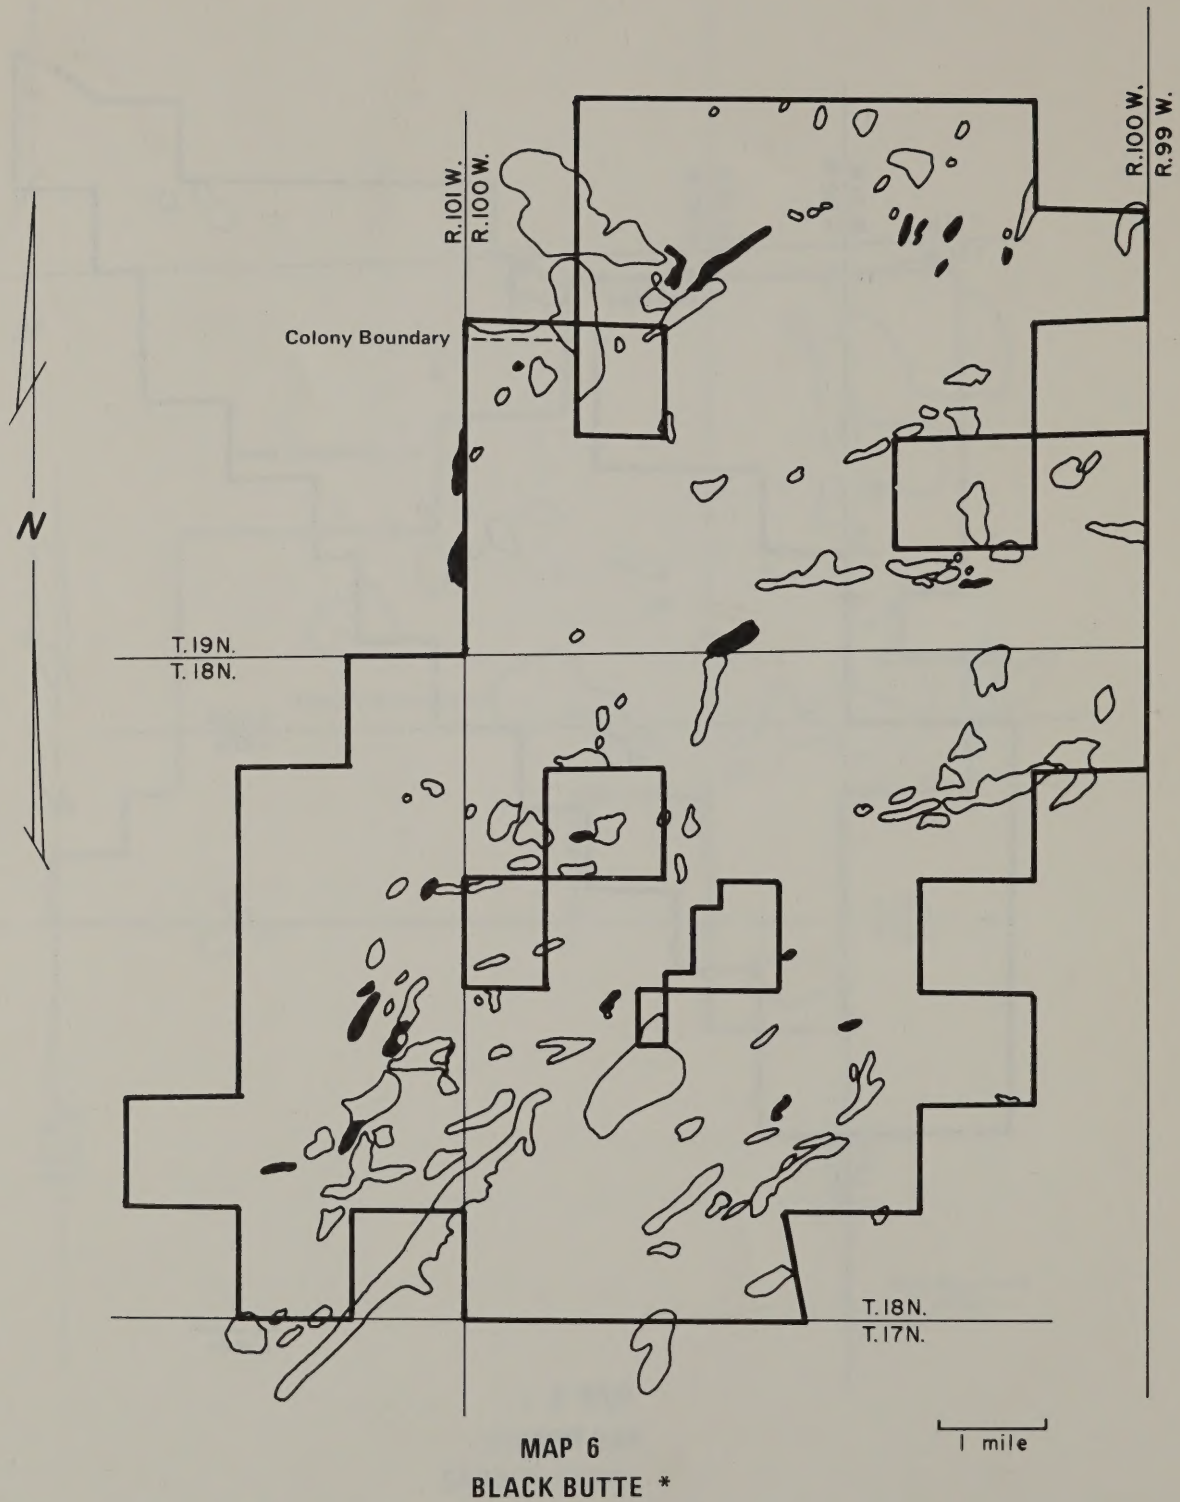 R.100 W.
R.99 W.
R.101 W.
R.100 W.
Colony Boundary
N
T.19N.
T.18N.
T.18N.
T.17N.
1 mile
MAP 6
BLACK BUTTE *